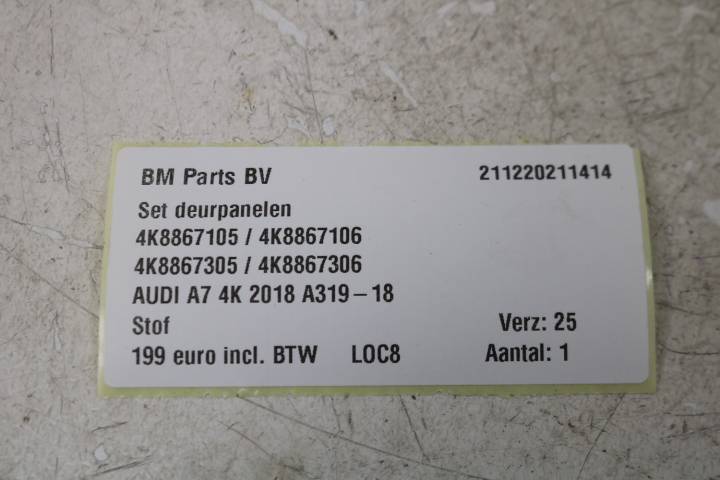 BM Parts BV 211220211414
Set deurpanelen
4K8867105 / 4K8867106
4K8867305 / 4K8867306
AUDI A7 4K 2018 A319-18
Stof Verz: 25
199 euro incl. BTW LOC8 Aantal: 1